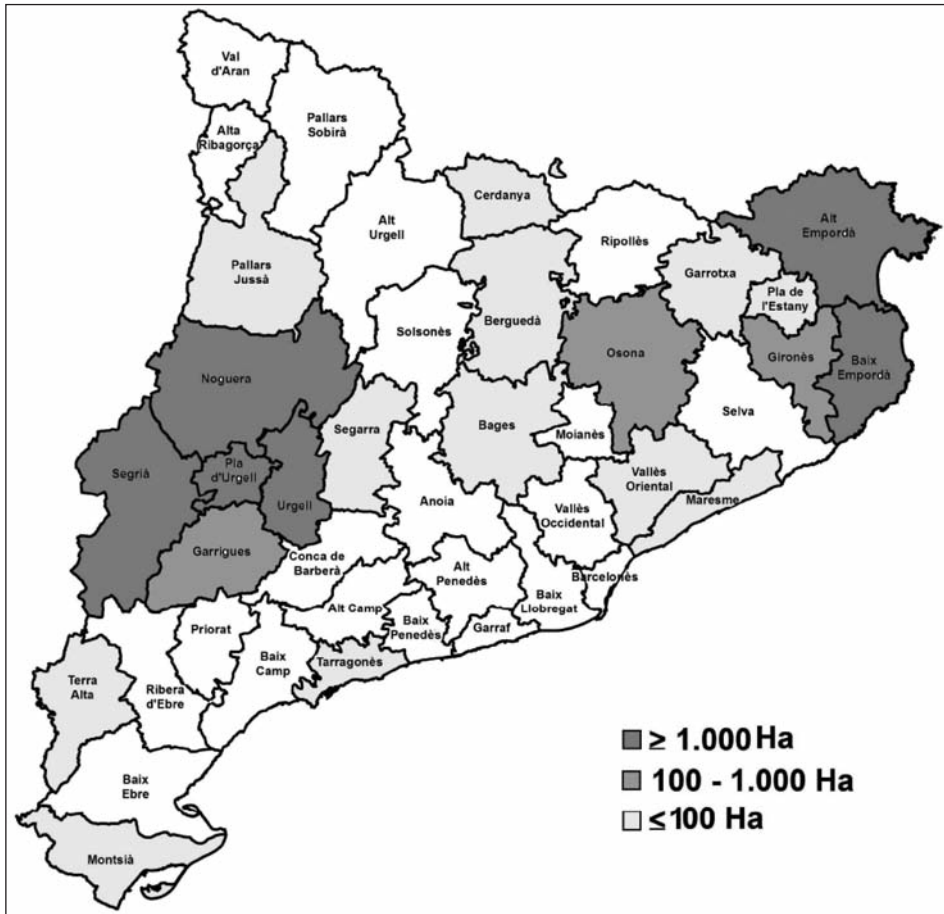 Val
d'Aran
Pallars
Sobirà
Alta
Ribagorça
Cerdanya
Alt
Urgell
Ripollès
Alt
Empordà
Garrotxa
Pallars
Jussà
Pla de
l'Estany
Berguedà
Solsonès
Osona
Gironès
Baix
Empordà
Noguera
Selva
Segarra
Bages
Moianès
Segrià
Pla
d'Urgell
Urgell
Vallès
Oriental
Maresme
Anoia
Vallès
Occidental
Garrigues
Conca de
Barberà
Alt
Penedès
Barcelonès
Baix
Llobregat
Alt Camp
Baix
Penedès
Garraf
Priorat
Baix
Camp
Tarragonès
Terra
Alta
Ribera
d'Ebre
Baix
Ebre
Montsià
≥ 1.000 Ha
100 - 1.000 Ha
≤100 Ha